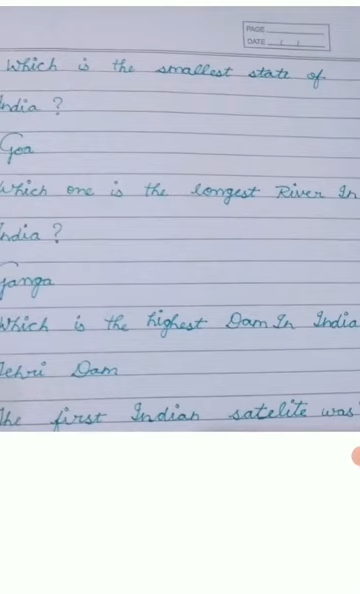 PAGE
DATE / /
Which is the smallest state of
India ?
Goa
Which one is the longest River In
India ?
Ganga
Which is the highest Dam In India
Tehri Dam
The first Indian satelite was